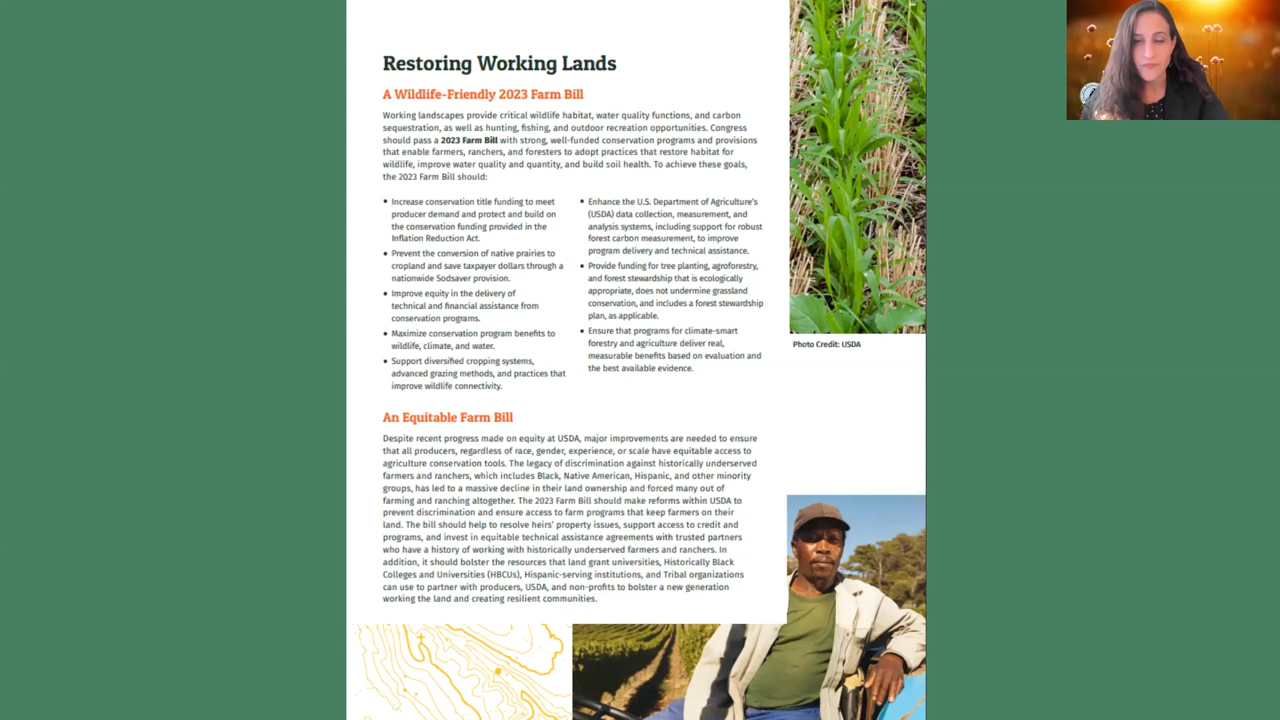 Restoring Working Lands
A Wildlife-Friendly 2023 Farm Bill
Working landscapes provide critical wildlife habitat, water quality functions, and carbon
sequestration, as well as hunting, fishing, and outdoor recreation opportunities. Congress
should pass a 2023 Farm Bill with strong, well-funded conservation programs and provisions
that enable farmers, ranchers, and foresters to adopt practices that restore habitat for
wildlife, improve water quality and quantity, and build soil health. To achieve these goals,
the 2023 Farm Bill should:
• Increase conservation title funding to meet
producer demand and protect and build on
the conservation funding provided in the
Inflation Reduction Act.
• Prevent the conversion of native prairies to
cropland and save taxpayer dollars through a
nationwide Sodsaver provision.
• Improve equity in the delivery of
technical and financial assistance from
conservation programs.
• Maximize conservation program benefits to
wildlife, climate, and water.
• Support diversified cropping systems,
advanced grazing methods, and practices that
improve wildlife connectivity.
• Enhance the U.S. Department of Agriculture's
(USDA) data collection, measurement, and
analysis systems, including support for robust
forest carbon measurement, to improve
program delivery and technical assistance.
• Provide funding for tree planting, agroforestry,
and forest stewardship that is ecologically
appropriate, does not undermine grassland
conservation, and includes a forest stewardship
plan, as applicable.
• Ensure that programs for climate-smart
forestry and agriculture deliver real,
measurable benefits based on evaluation and
the best available evidence.
Photo Credit: USDA
An Equitable Farm Bill
Despite recent progress made on equity at USDA, major improvements are needed to ensure
that all producers, regardless of race, gender, experience, or scale have equitable access to
agriculture conservation tools. The legacy of discrimination against historically underserved
farmers and ranchers, which includes Black, Native American, Hispanic, and other minority
groups, has led to a massive decline in their land ownership and forced many out of
farming and ranching altogether. The 2023 Farm Bill should make reforms within USDA to
prevent discrimination and ensure access to farm programs that keep farmers on their
land. The bill should help to resolve heirs' property issues, support access to credit and
programs, and invest in equitable technical assistance agreements with trusted partners
who have a history of working with historically underserved farmers and ranchers. In
addition, it should bolster the resources that land grant universities, Historically Black
Colleges and Universities (HBCUs), Hispanic-serving institutions, and Tribal organizations
can use to partner with producers, USDA, and non-profits to bolster a new generation
working the land and creating resilient communities.